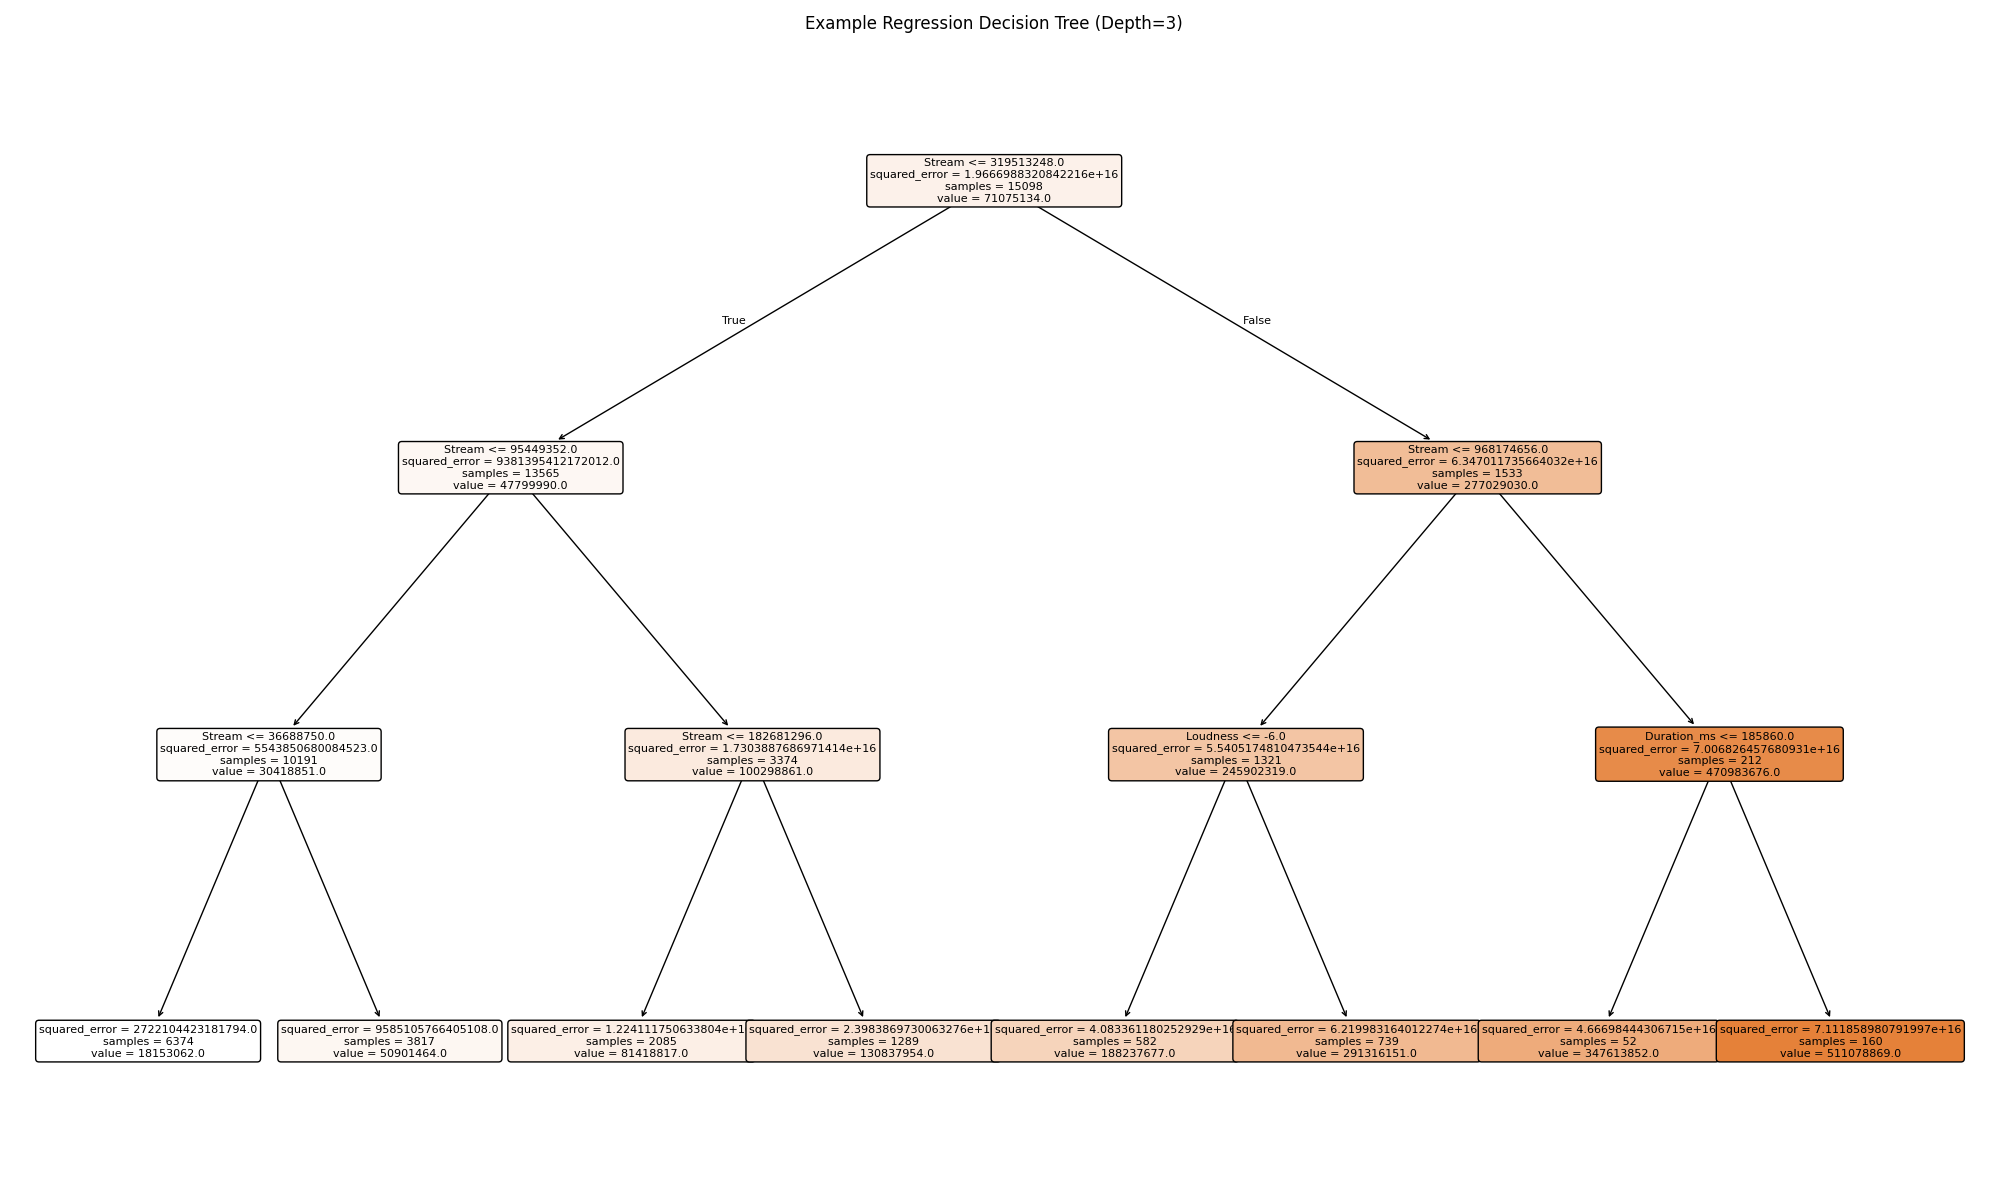 Example Regression Decision Tree (Depth=3)
Stream <= 319513248.0
squared_error = 1.9666988320842216e+16
samples = 15098
value = 71075134.0
True
False
Stream <= 95449352.0
squared_error = 9381395412172012.0
samples = 13565
value = 47799990.0
Stream <= 968174656.0
squared_error = 6.347011735664032e+16
samples = 1533
value = 277029030.0
Stream <= 36688750.0
squared_error = 5543850680084523.0
samples = 10191
value = 30418851.0
Stream <= 182681296.0
squared_error = 1.7303887686971414e+16
samples = 3374
value = 100298861.0
Loudness <= -6.0
squared_error = 5.5405174810473544e+16
samples = 1321
value = 245902319.0
Duration_ms <= 185860.0
squared_error = 7.006826457680931e+16
samples = 212
value = 470983676.0
squared_error = 2722104423181794.0
samples = 6374
value = 18153062.0
squared_error = 9585105766405108.0
samples = 3817
value = 50901464.0
squared_error = 1.224111750633804e+1
samples = 2085
value = 81418817.0
squared_error = 2.3983869730063276e+1
samples = 1289
value = 130837954.0
squared_error = 4.083361180252929e+16
samples = 582
value = 188237677.0
squared_error = 6.219983164012274e+16
samples = 739
value = 291316151.0
squared_error = 4.66698444306715e+16
samples = 52
value = 347613852.0
squared_error = 7.111858980791997e+16
samples = 160
value = 511078869.0